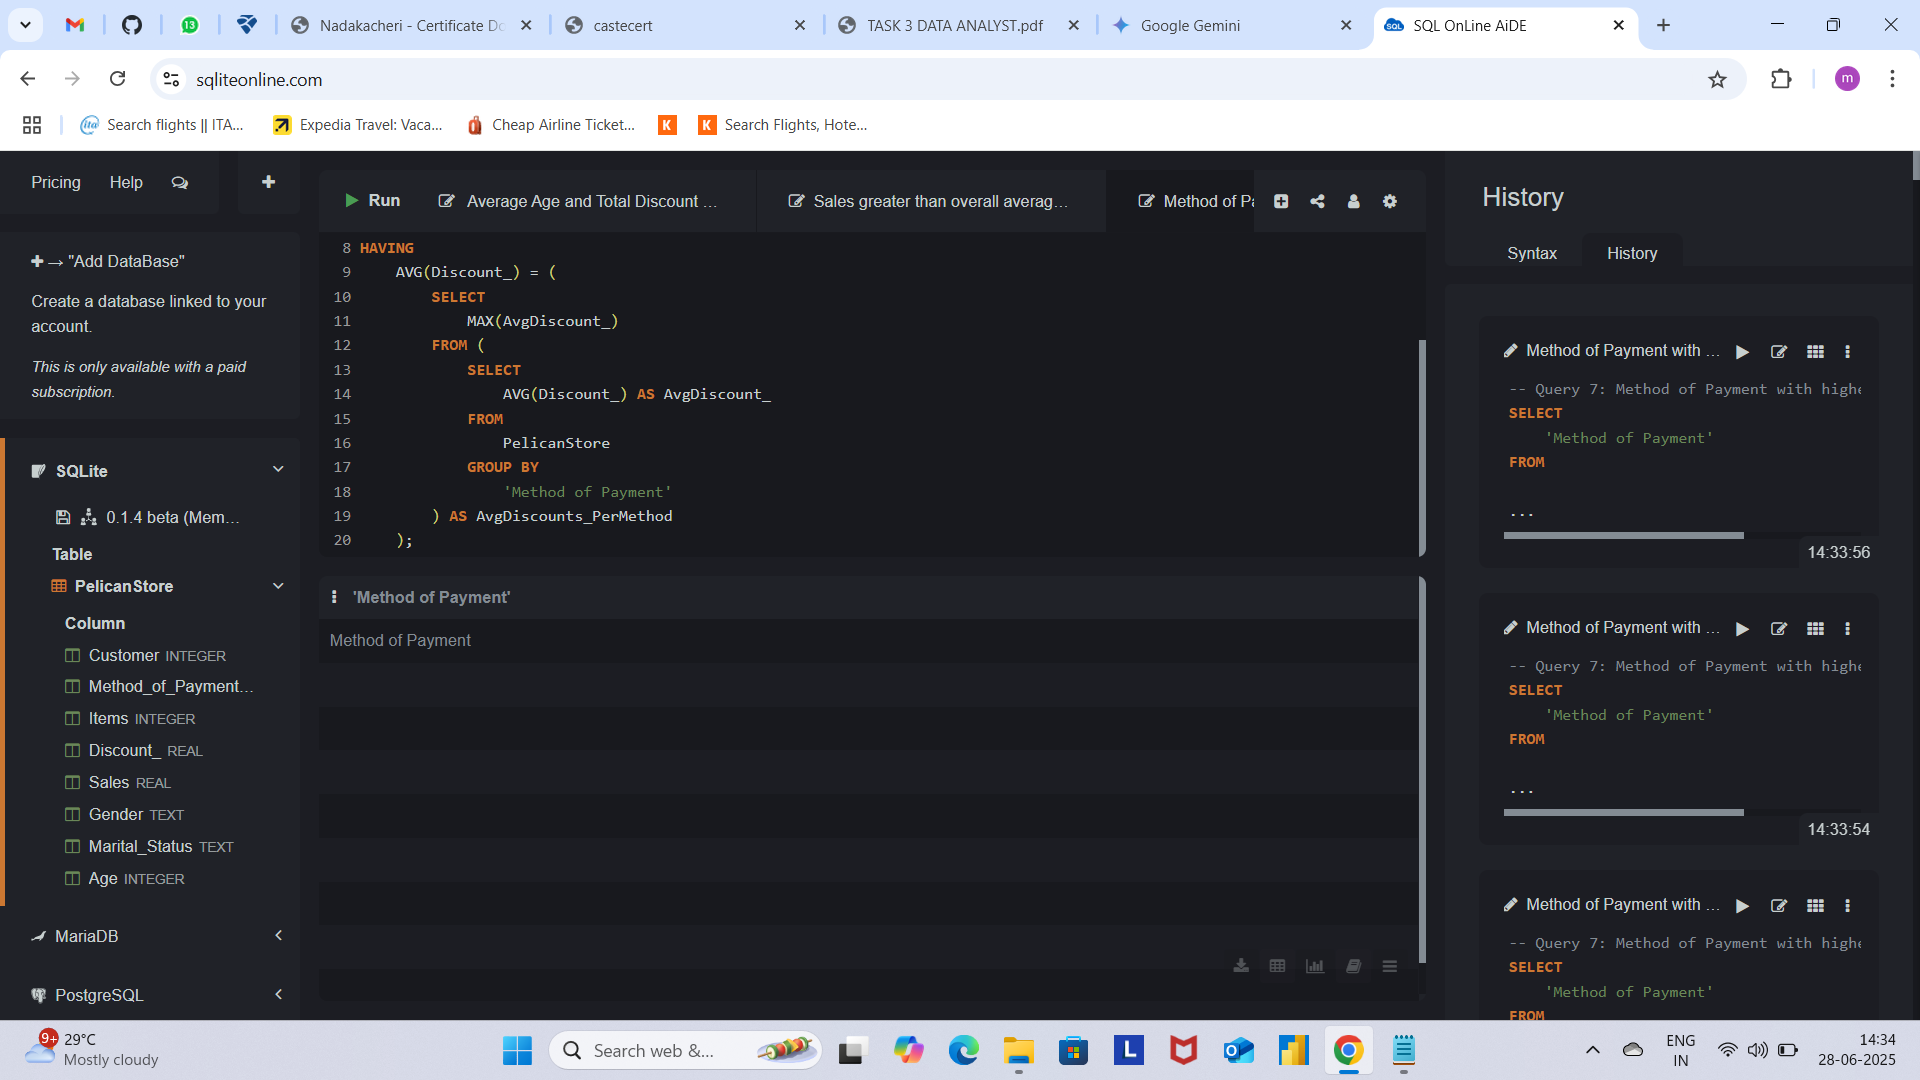 13
Nadakacheri - Certificate Do
castecert
TASK 3 DATA ANALYST.pdf
Google Gemini
SQL
SQL OnLine AiDE
sqliteonline.com
m
ita
Search flights || ITA...
Expedia Travel: Vaca...
Cheap Airline Ticket...
K
K
Search Flights, Hote...
Pricing
Help
→ "Add DataBase"
Create a database linked to your
account.
This is only available with a paid
subscription.
SQLite
0.1.4 beta (Mem...
Table
PelicanStore
Column
Customer INTEGER
Method_of_Payment...
Items INTEGER
Discount_ REAL
Sales REAL
Gender TEXT
Marital_Status TEXT
Age INTEGER
MariaDB
PostgreSQL
Run
Average Age and Total Discount ...
Sales greater than overall averag...
Method of Pa
8 HAVING
9 AVG(Discount_) = (
10 SELECT
11 MAX(AvgDiscount_)
12 FROM (
13 SELECT
14 AVG(Discount_) AS AvgDiscount_
15 FROM
16 PelicanStore
17 GROUP BY
18 'Method of Payment'
19 ) AS AvgDiscounts_PerMethod
20 );
'Method of Payment'
Method of Payment
History
Syntax
History
Method of Payment with ...
-- Query 7: Method of Payment with highe
SELECT
'Method of Payment'
FROM
...
14:33:56
Method of Payment with ...
-- Query 7: Method of Payment with highe
SELECT
'Method of Payment'
FROM
...
14:33:54
Method of Payment with ...
-- Query 7: Method of Payment with highe
SELECT
'Method of Payment'
FROM
9+
29°C
Mostly cloudy
Search web &...
L
ENG
IN
14:34
28-06-2025